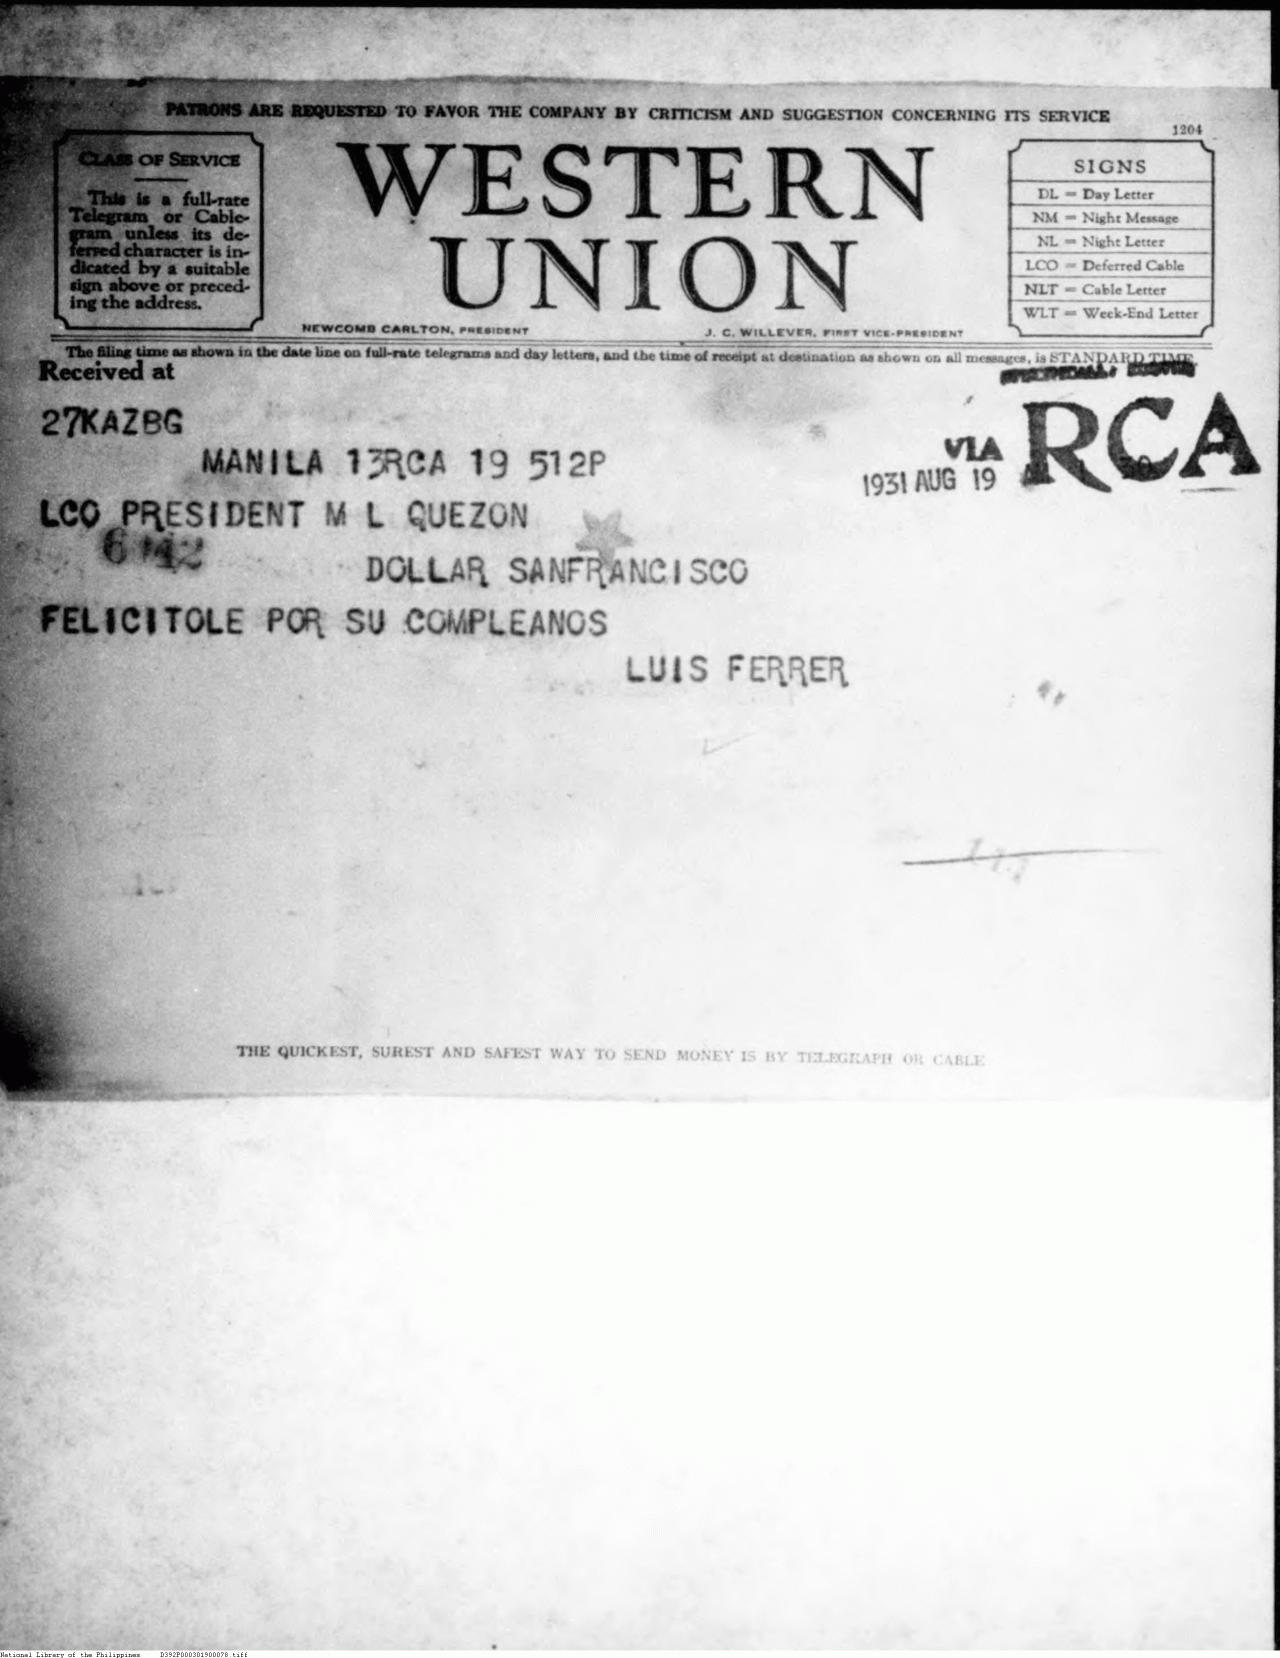 PATRONS ARE REQUESTED TO FAVOR THE COMPANY BY CRITICISM AND SUGGESTION CONCERNING ITS SERVICE
1204
CLASS OF SERVICE
This is a full-rate
Telegram or Cable-
gram unless its de-
ferred character is in-
dicated by a suitable
sign above or preced-
ing the address.
WESTERN
UNION
NEWCOMB CARLTON, PRESIDENT
J. C. WILLEVER, FIRST VICE-PRESIDENT
SIGNS
DL = Day Letter
NM = Night Message
NL = Night Letter
LCO = Deferred Cable
NLT = Cable Letter
WLT = Week-End Letter
The filing time as shown in the date line on full-rate telegrams and day letters, and the time of receipt at destination as shown on all messages, is STANDARD TIME.
Received at
27KAZBG
VIA RCA
MANILA 13RCA 19 512P
1931 AUG 19
LCO PRESIDENT M L QUEZON
DOLLAR SANFRANCISCO
FELICITOLE POR SU COMPLEANOS
LUIS FERRER
THE QUICKEST, SUREST AND SAFEST WAY TO SEND MONEY IS BY TELEGRAPH OR CABLE
National Library of the Philippines D392P000301900078.tiff